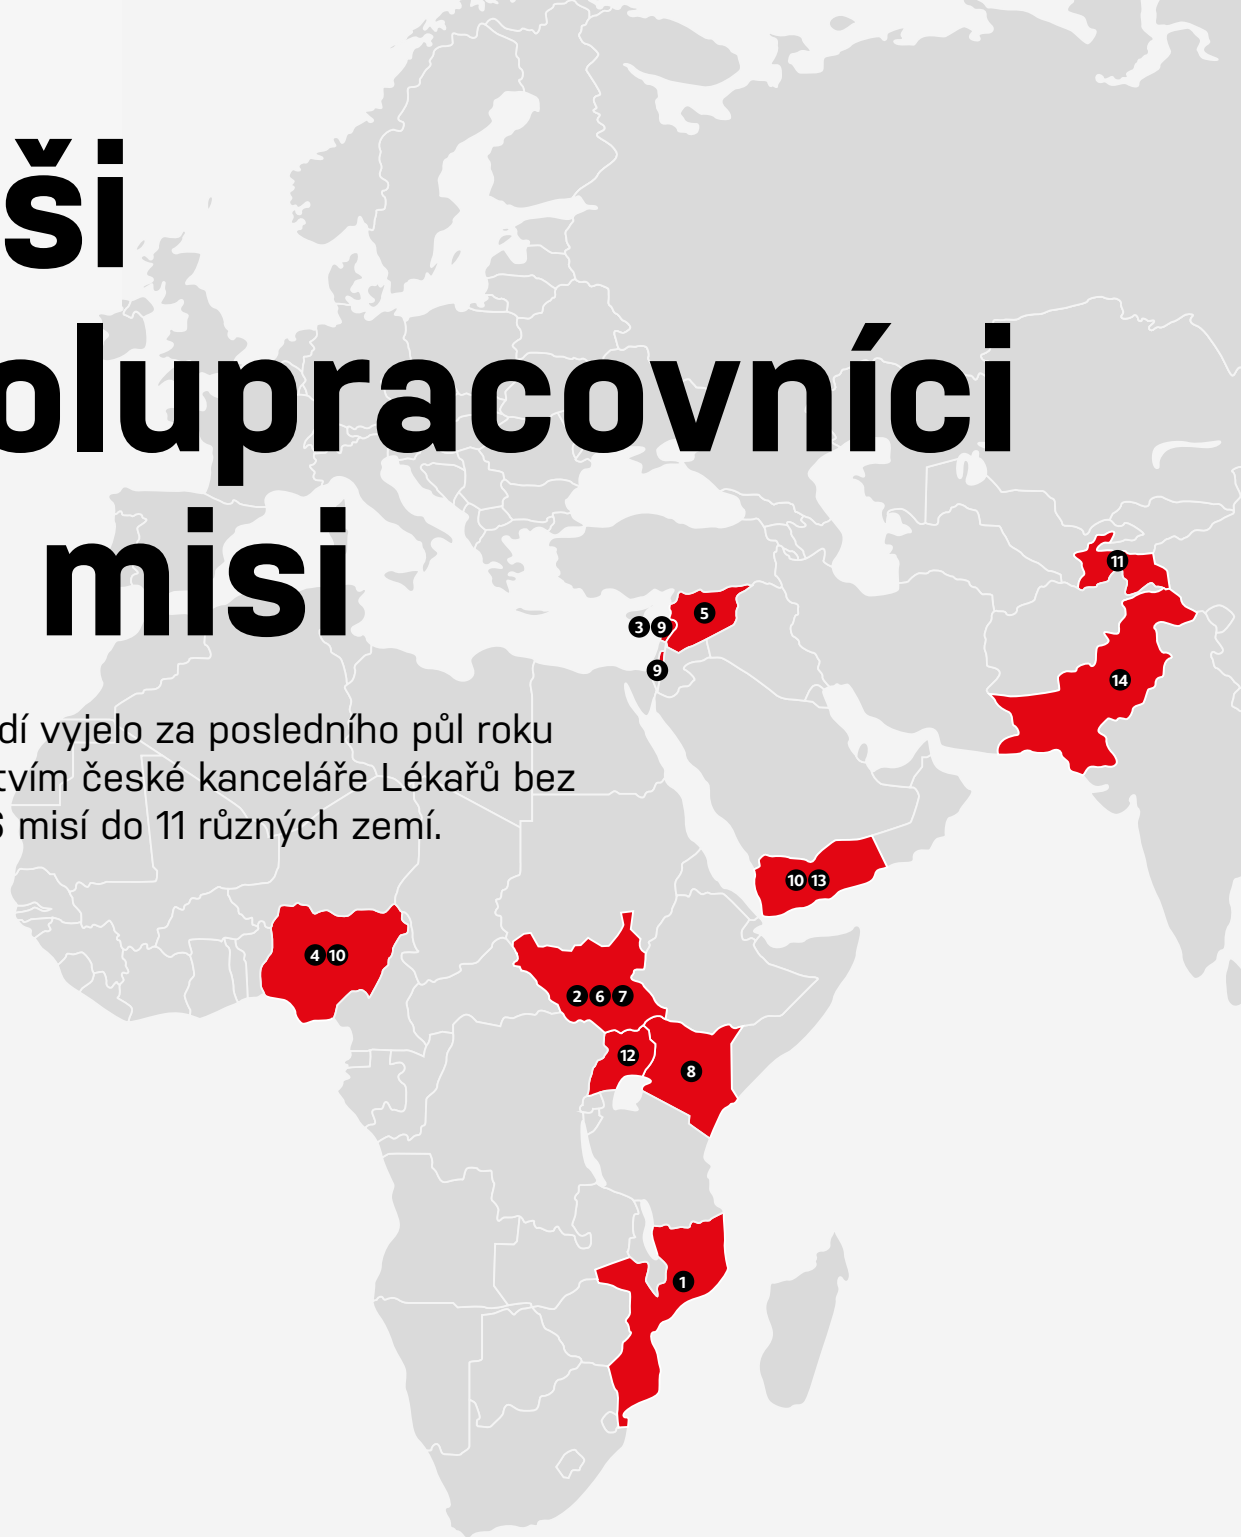 ši
olupracovníci
misi
dí vyjelo za posledního půl roku
tvím české kanceláře Lékařů bez
6 misí do 11 různých zemí.
11
5
3 9
9
14
10 13
4 10
2 6 7
12
8
1